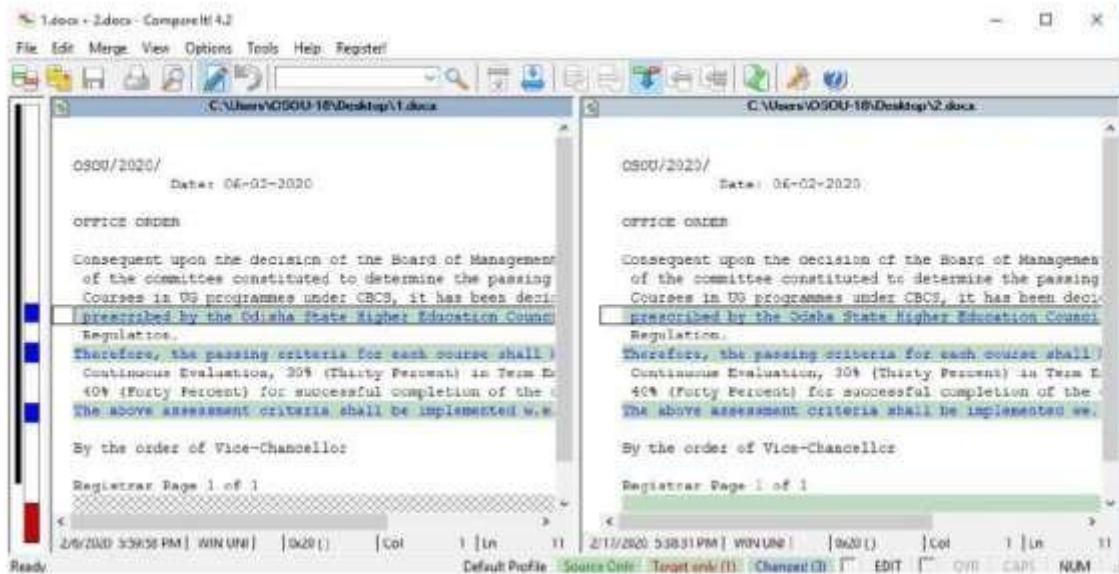 1.docx - 2.docx - Compare It! 4.2
File Edit Merge View Options Tools Help Register!
C:\Users\OSOU-18\Desktop\1.docx
OSOU/2020/
Date: 06-02-2020
OFFICE ORDER
Consequent upon the decision of the Board of Management
of the committee constituted to determine the passing
Courses in UG programmes under CBCS, it has been deci
prescribed by the Odisha State Higher Education Counc
Regulation.
Therefore, the passing criteria for each course shall
Continuous Evaluation, 30% (Thirty Percent) in Term E
40% (Forty Percent) for successful completion of the
The above assessment criteria shall be implemented w.e.
By the order of Vice-Chancellor
Registrar Page 1 of 1
2/6/2020 5:59:58 PM WIN UNI 0x20 ( ) Col 1 Ln 11
C:\Users\OSOU-18\Desktop\2.docx
OSOU/2020/
Date: 06-02-2020
OFFICE ORDER
Consequent upon the decision of the Board of Managemen
of the committee constituted to determine the passing
Courses in UG programmes under CBCS, it has been deci
prescribed by the Odsha State Higher Education Counci
Regulation.
Therefore, the passing criteria for each course shall
Continuous Evaluation, 30% (Thirty Percent) in Term E
40% (Forty Percent) for successful completion of the
The above assessment criteria shall be implemented we.
By the order of Vice-Chancellor
Registrar Page 1 of 1
2/17/2020 5:38:31 PM WIN UNI 0x20 ( ) Col 1 Ln 11
Ready Default Profile Source Only Target only (1) Changed (3) EDIT OVR CAPS NUM